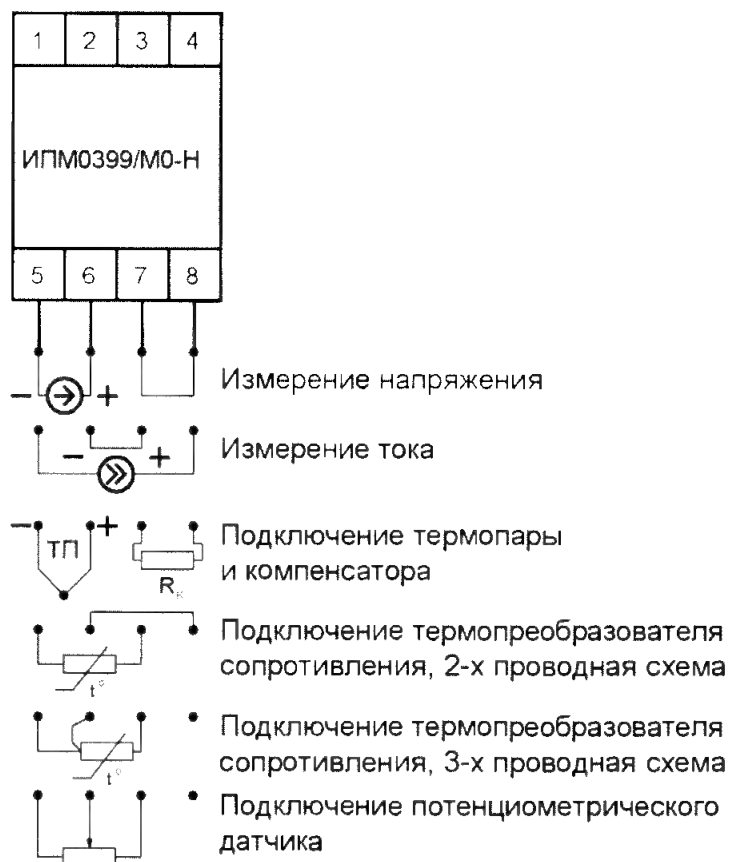 1 2 3 4
ИПМ0399/М0-Н
5 6 7 8
− + Измерение напряжения
− + Измерение тока
− + Подключение термопары
ТП
и компенсатора
Rк
Подключение термопреобразователя
сопротивления, 2-х проводная схема
t°
Подключение термопреобразователя
сопротивления, 3-х проводная схема
t°
Подключение потенциометрического
датчика